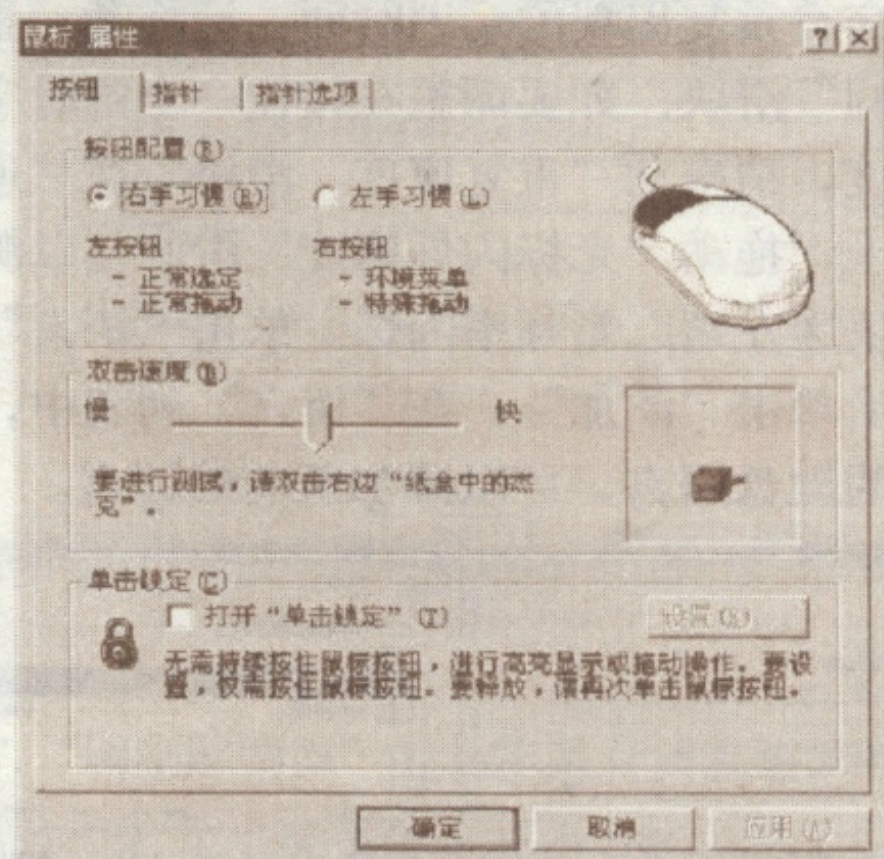 鼠标 属性
按钮 指针 指针选项
按钮配置 (R)
右手习惯 (R) 左手习惯 (L)
左按钮 右按钮
- 正常选定 - 环境菜单
- 正常拖动 - 特殊拖动
双击速度 (D)
慢 快
要进行测试，请双击右边“纸盒中的杰
克”。
单击锁定 (C)
打开“单击锁定” (T) 设置 (S)
无需持续按住鼠标按钮，进行高亮显示或拖动操作。要设
置，仅需按住鼠标按钮。要释放，请再次单击鼠标按钮。
确定 取消 应用 (A)